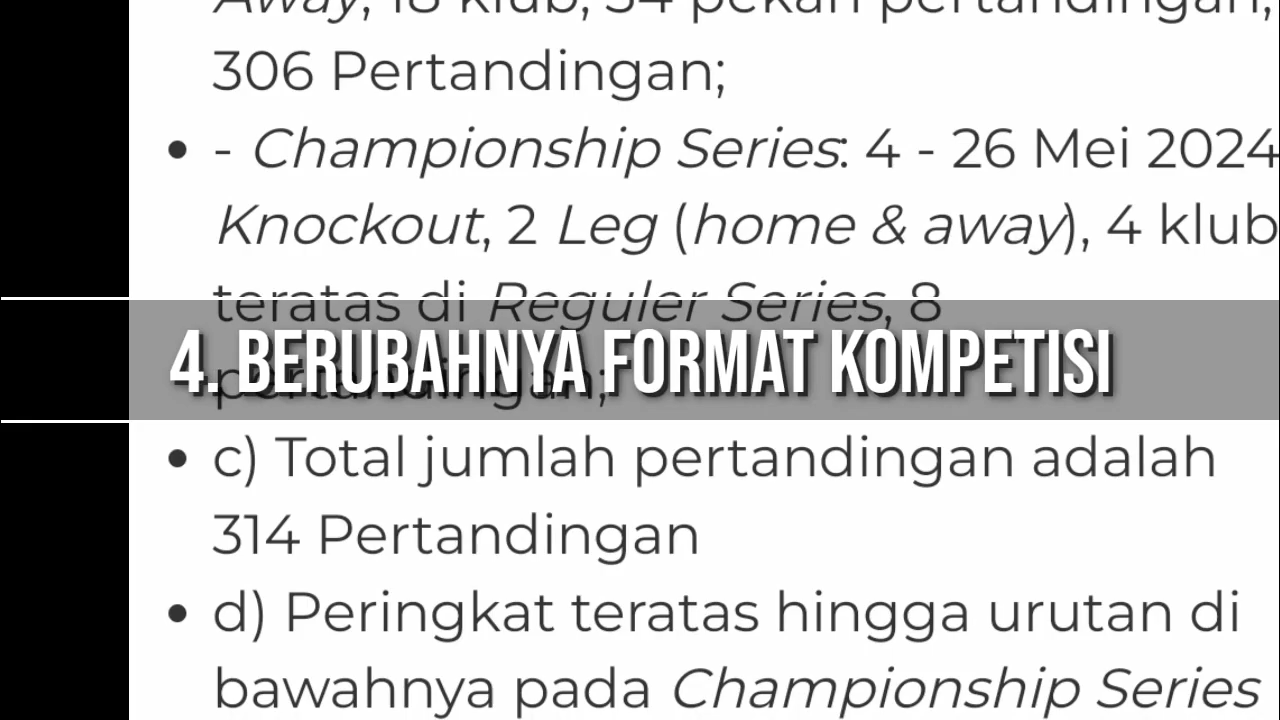 Away, 18 klub, 34 pekan pertandingan,
306 Pertandingan;
- Championship Series: 4 - 26 Mei 2024
Knockout, 2 Leg (home & away), 4 klub
teratas di Reguler Series, 8
pertandingan;
4. BERUBAHNYA FORMAT KOMPETISI
c) Total jumlah pertandingan adalah
314 Pertandingan
d) Peringkat teratas hingga urutan di
bawahnya pada Championship Series